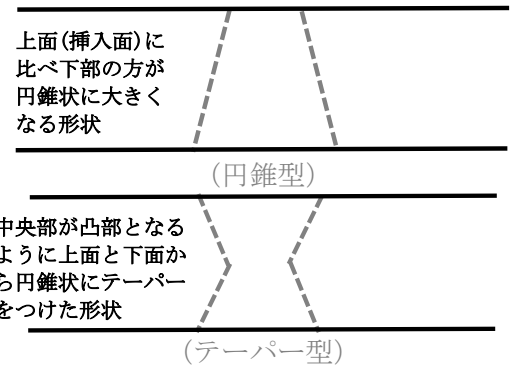 上面(挿入面)に
比べ下部の方が
円錐状に大きく
なる形状
(円錐型)
中央部が凸部となる
ように上面と下面か
ら円錐状にテーパー
をつけた形状
(テーパー型)